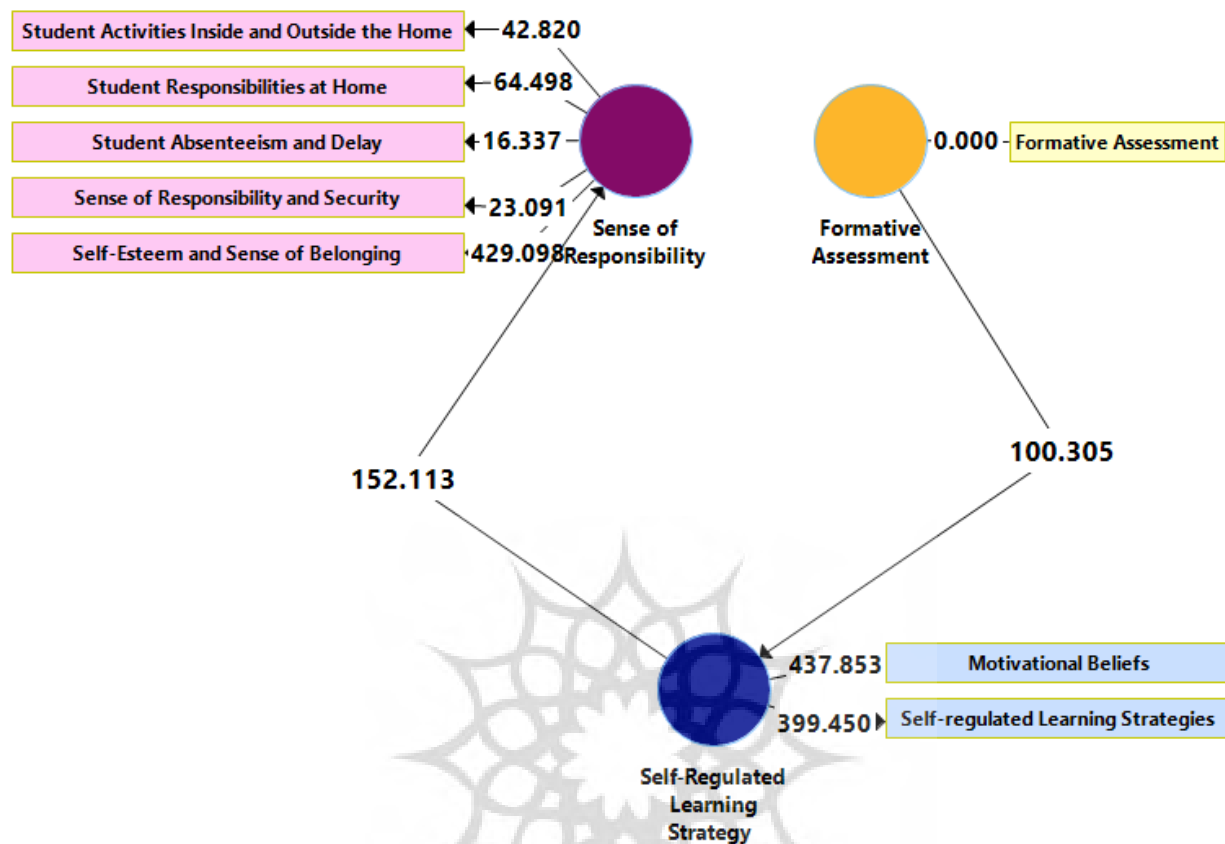 Student Activities Inside and Outside the Home
42.820
Student Responsibilities at Home
64.498
Student Absenteeism and Delay
16.337
0.000
Formative Assessment
Sense of Responsibility and Security
23.091
Self-Esteem and Sense of Belonging
429.098
Sense of
Responsibility
Formative
Assessment
152.113
100.305
437.853
Motivational Beliefs
399.450
Self-regulated Learning Strategies
Self-Regulated
Learning
Strategy